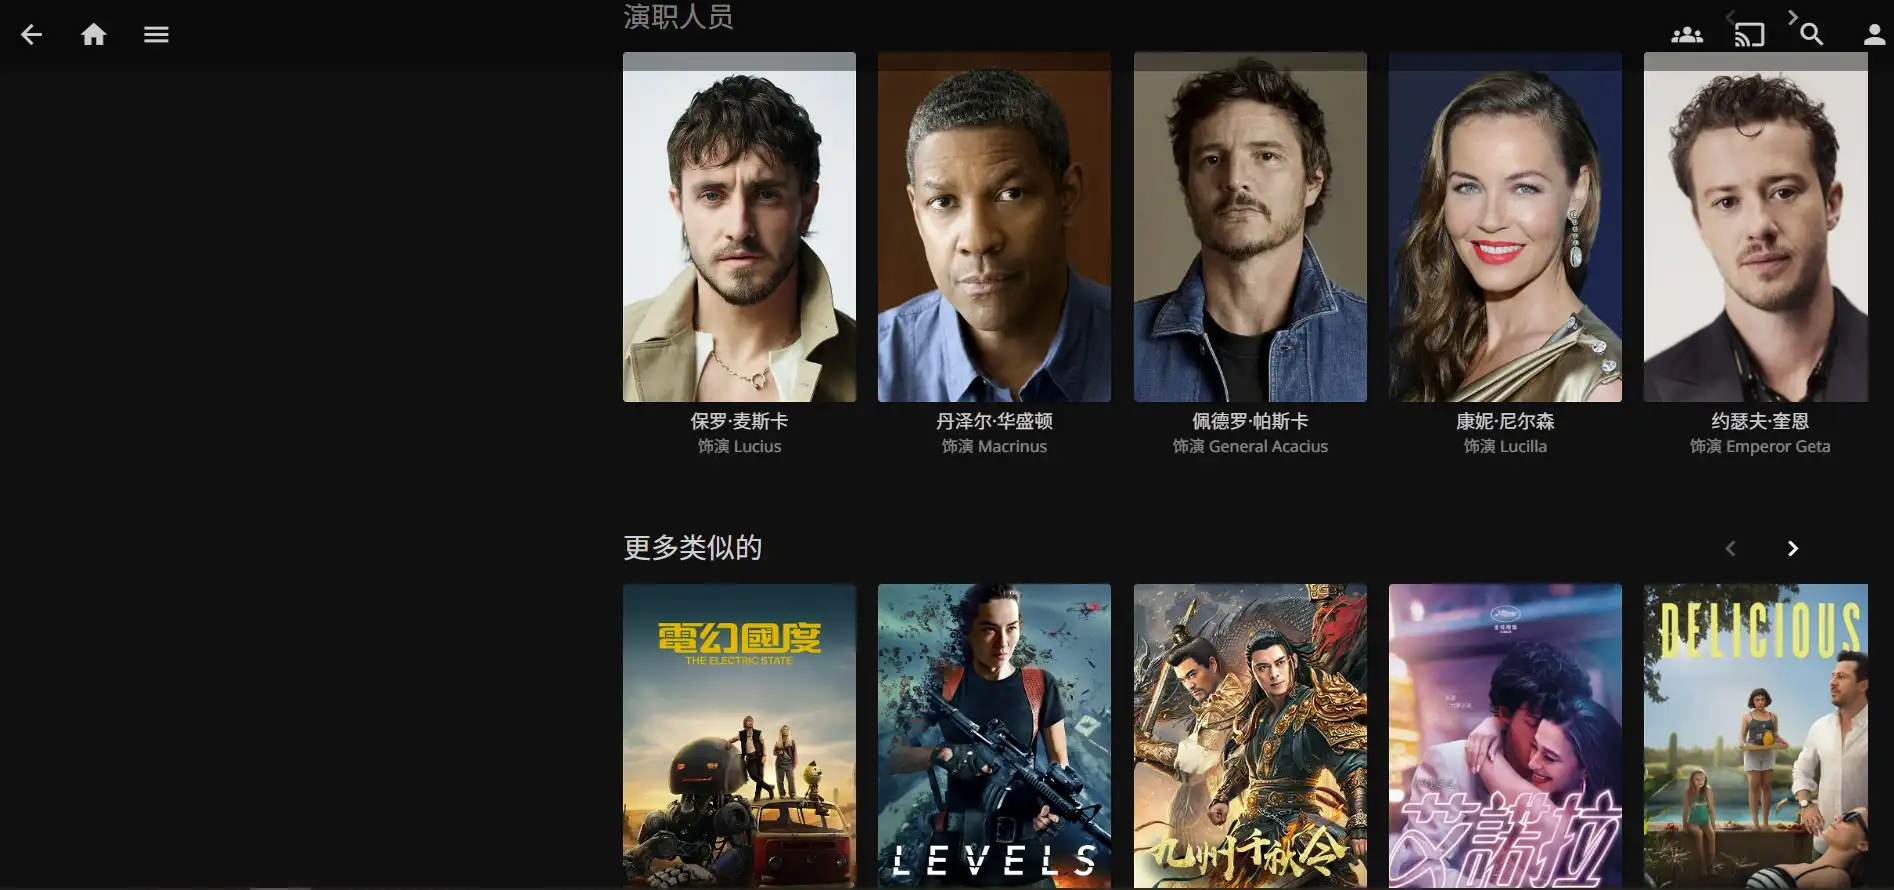 演职人员
保罗·麦斯卡
饰演 Lucius
丹泽尔·华盛顿
饰演 Macrinus
佩德罗·帕斯卡
饰演 General Acacius
康妮·尼尔森
饰演 Lucilla
约瑟夫·奎恩
饰演 Emperor Geta
更多类似的
電幻國度
THE ELECTRIC STATE
LEVELS
九州千秋令
艾諾拉
DELICIOUS